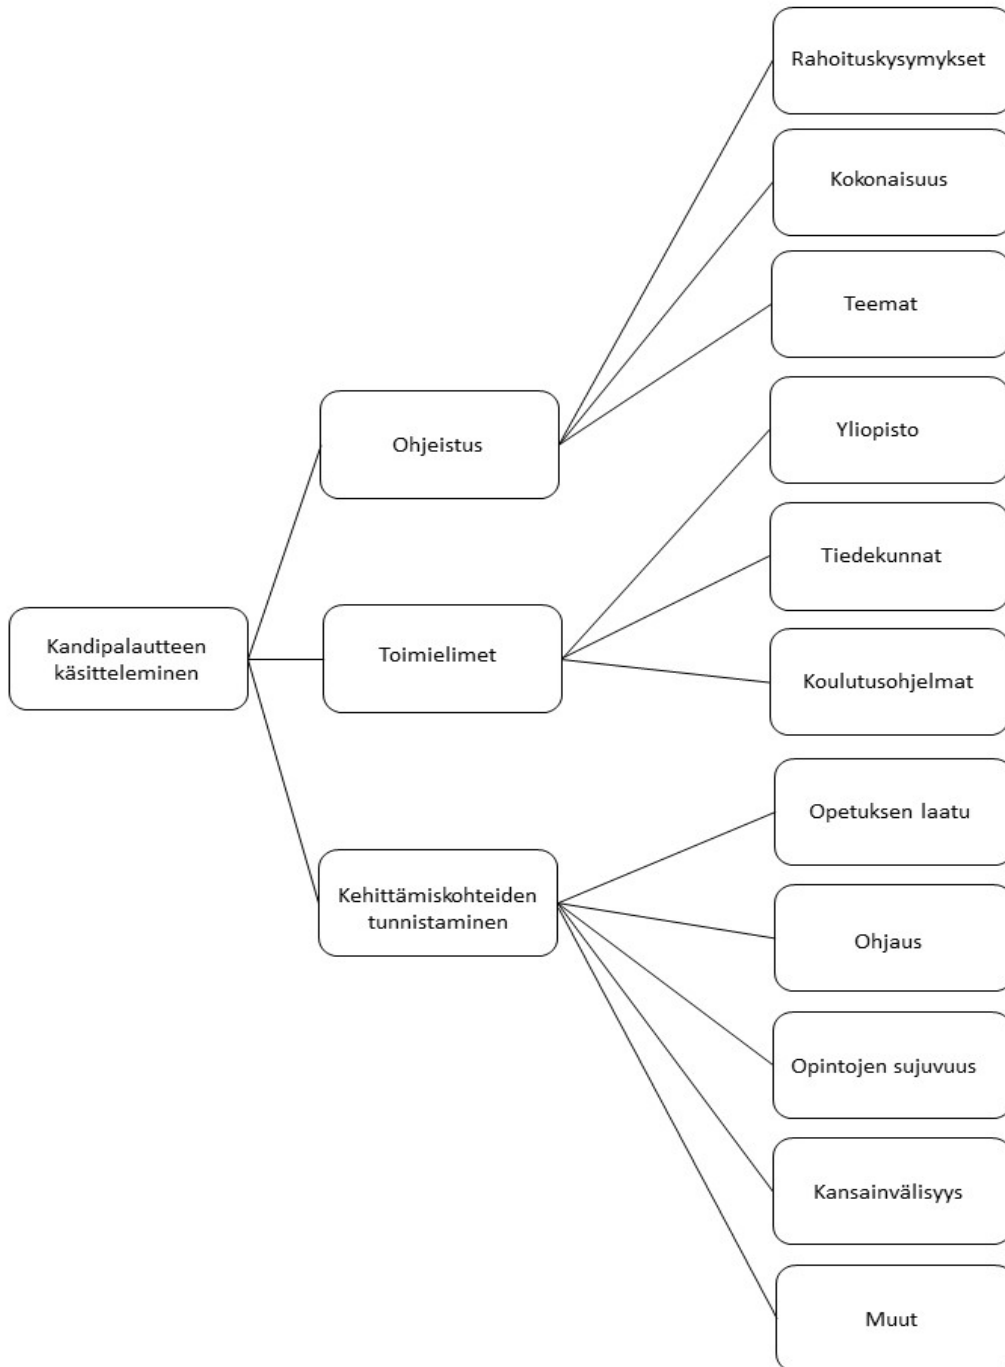 Rahoituskysymykset
Kokonaisuus
Teemat
Ohjeistus
Yliopisto
Tiedekunnat
Kandipalautteen
käsitteleminen
Toimielimet
Koulutusohjelmat
Opetuksen laatu
Kehittämiskohteiden
tunnistaminen
Ohjaus
Opintojen sujuvuus
Kansainvälisyys
Muut